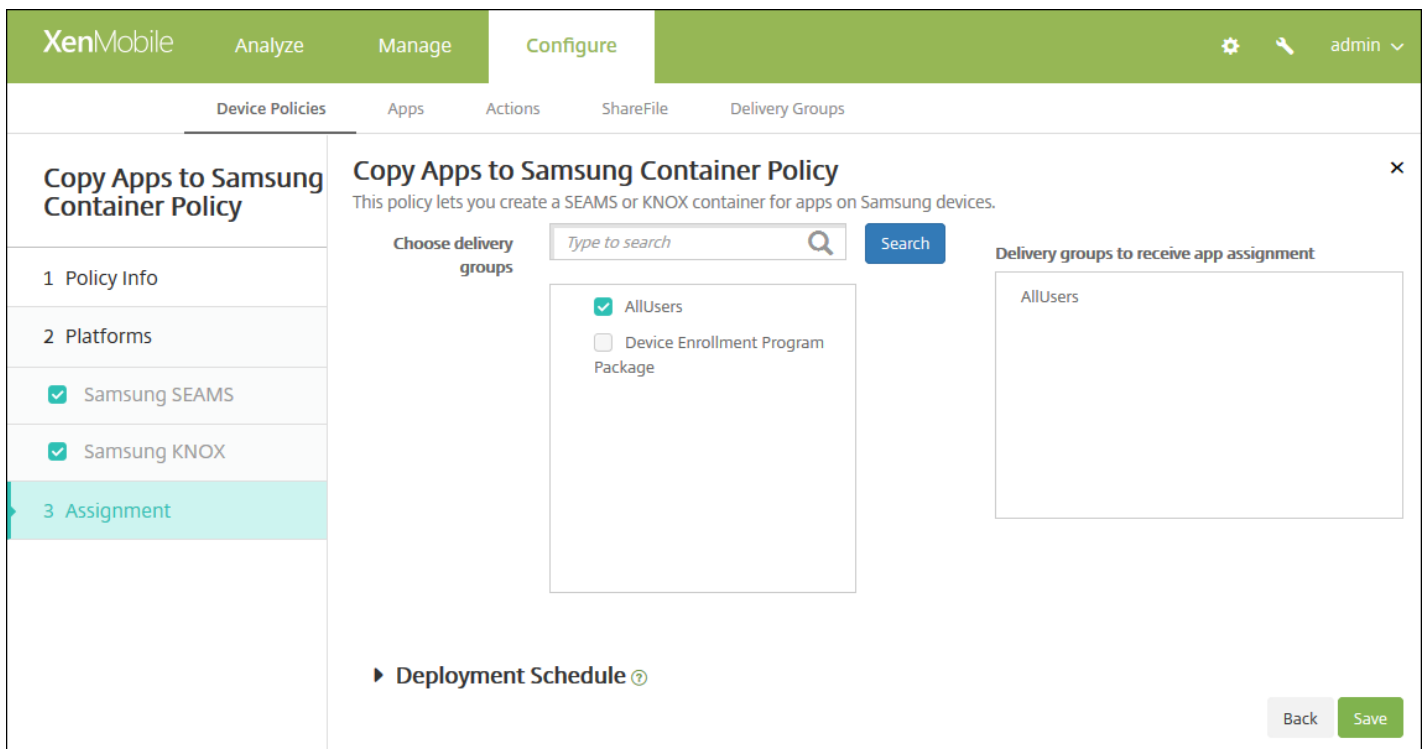 XenMobile Analyze Manage Configure admin
Device Policies Apps Actions ShareFile Delivery Groups
Copy Apps to Samsung
Container Policy
1 Policy Info
2 Platforms
Samsung SEAMS
Samsung KNOX
3 Assignment
Copy Apps to Samsung Container Policy
This policy lets you create a SEAMS or KNOX container for apps on Samsung devices.
Choose delivery
groups
Type to search
Search
AllUsers
Device Enrollment Program
Package
Delivery groups to receive app assignment
AllUsers
Deployment Schedule ?
Back Save